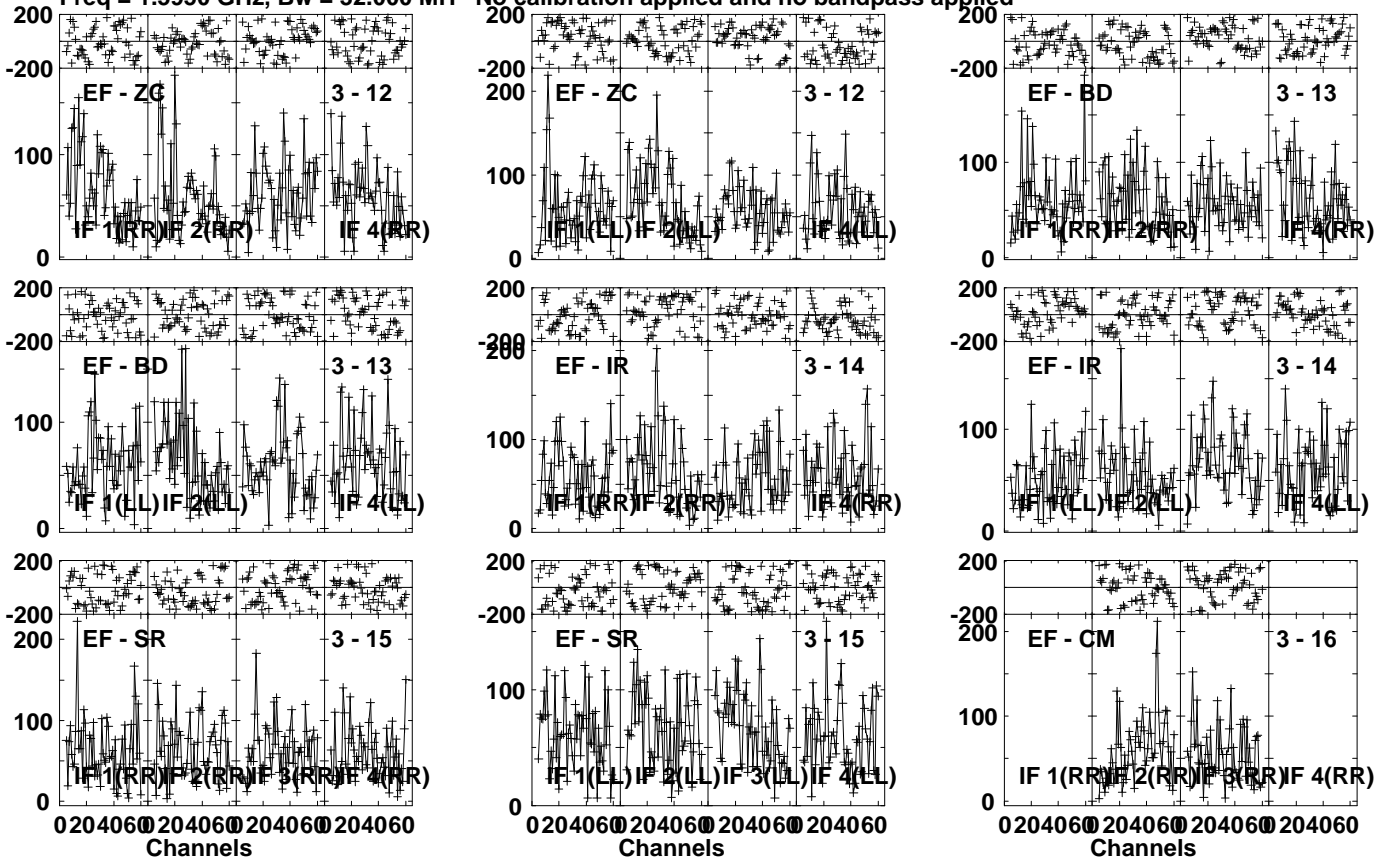 Freq = 1.5950 GHz, Bw = 32.000 MH No calibration applied and no bandpass applied
200
-200
EF - ZC 3 - 12
100
IF 1(RR) IF 2(RR) IF 4(RR)
0
200
-200
200
EF - ZC 3 - 12
100
IF 1(LL) IF 2(LL) IF 4(LL)
0
200
-200
EF - BD 3 - 13
100
IF 1(RR) IF 2(RR) IF 4(RR)
0
200
-200
EF - BD 3 - 13
100
IF 1(LL) IF 2(LL) IF 4(LL)
0
200
-200
200
EF - IR 3 - 14
100
IF 1(RR) IF 2(RR) IF 4(RR)
0
200
-200
EF - IR 3 - 14
100
IF 1(LL) IF 2(LL) IF 4(LL)
0
200
-200
200
EF - SR 3 - 15
100
IF 1(RR) IF 2(RR) IF 3(RR) IF 4(RR)
0
0 20 40 60 0 20 40 60 0 20 40 60 0 20 40 60
Channels
200
-200
EF - SR 3 - 15
100
IF 1(LL) IF 2(LL) IF 3(LL) IF 4(LL)
0
0 20 40 60 0 20 40 60 0 20 40 60 0 20 40 60
Channels
200
-200
200
EF - CM 3 - 16
100
IF 1(RR) IF 2(RR) IF 3(RR) IF 4(RR)
0
0 20 40 60 0 20 40 60 0 20 40 60 0 20 40 60
Channels